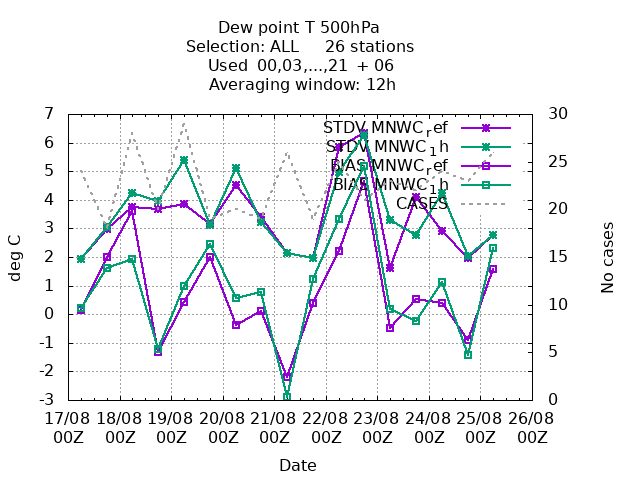 Dew point T 500hPa
Selection: ALL 26 stations
Used 00,03,...,21 + 06
Averaging window: 12h
7
6
5
4
3
2
1
0
-1
-2
-3
deg C
30
25
20
15
10
5
0
No cases
STDV MNWC_ref
STDV MNWC_1h
BIAS MNWC_ref
BIAS MNWC_1h
CASES
17/08 18/08 19/08 20/08 21/08 22/08 23/08 24/08 25/08 26/08
00Z 00Z 00Z 00Z 00Z 00Z 00Z 00Z 00Z 00Z
Date